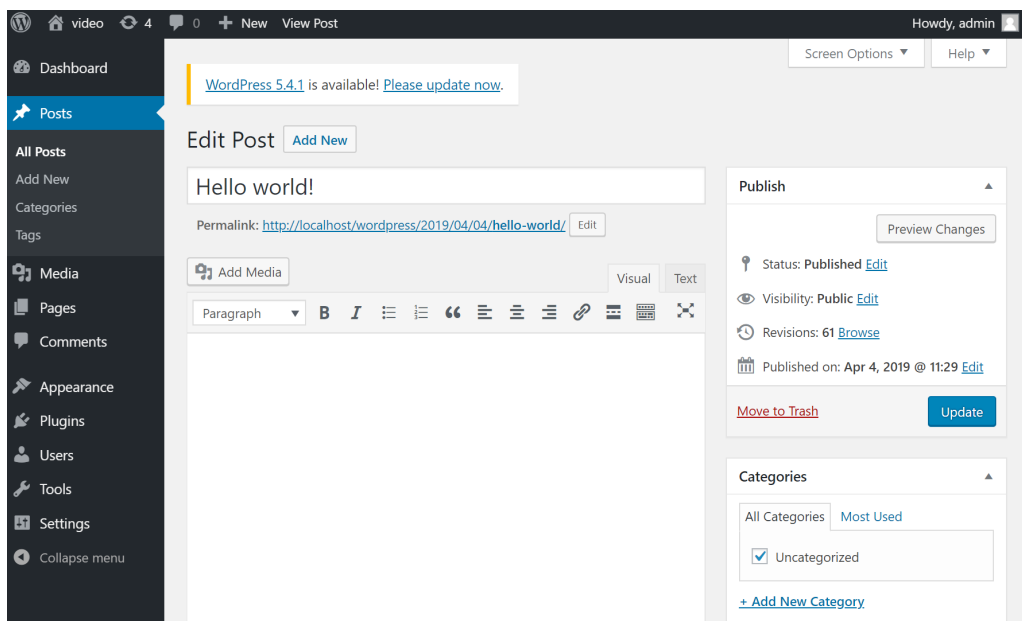 video 4 0 New View Post Howdy, admin
Screen Options ▼ Help ▼
Dashboard
Posts
All Posts
Add New
Categories
Tags
Media
Pages
Comments
Appearance
Plugins
Users
Tools
Settings
Collapse menu
WordPress 5.4.1 is available! Please update now.
Edit Post Add New
Hello world!
Permalink: http://localhost/wordpress/2019/04/04/hello-world/ Edit
Add Media
Visual Text
Paragraph ▼ B I
Publish ▲
Preview Changes
Status: Published Edit
Visibility: Public Edit
Revisions: 61 Browse
Published on: Apr 4, 2019 @ 11:29 Edit
Move to Trash Update
Categories ▲
All Categories Most Used
Uncategorized
+ Add New Category